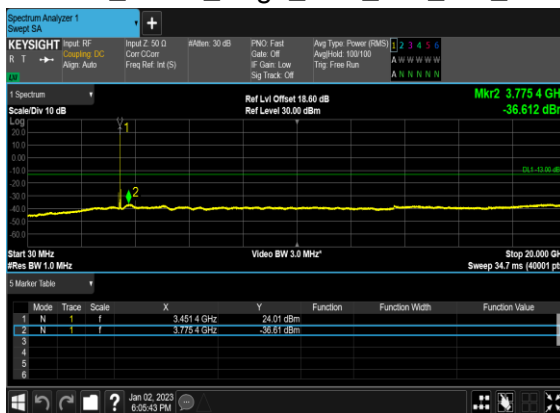 Spectrum Analyzer 1
Swept SA
+
KEYSIGHT Input: RF Input Z: 50 Ω #Atten: 30 dB PNO: Fast Avg Type: Power (RMS) 1 2 3 4 5 6
R T Coupling: DC Corr CCorr Gate: Off Avg|Hold: 100/100 A W W W W W
Align: Auto Freq Ref: Int (S) IF Gain: Low Trig: Free Run A N N N N N
LU Sig Track: Off
1 Spectrum Ref Lvl Offset 18.60 dB Mkr2 3.775 4 GH
Scale/Div 10 dB Ref Level 30.00 dBm -36.612 dBr
Log
20.0
10.0
0.00
-10.0
-20.0
-30.0
-40.0
-50.0
-60.0
1
2
DL1 -13.00 dB
Start 30 MHz Video BW 3.0 MHz* Stop 20.000 GH
#Res BW 1.0 MHz Sweep 34.7 ms (40001 pt
5 Marker Table
Mode Trace Scale X Y Function Function Width Function Value
1 N 1 f 3.451 4 GHz 24.01 dBm
2 N 1 f 3.775 4 GHz -36.61 dBm
3
4
5
6
? Jan 02, 2023
6:05:43 PM